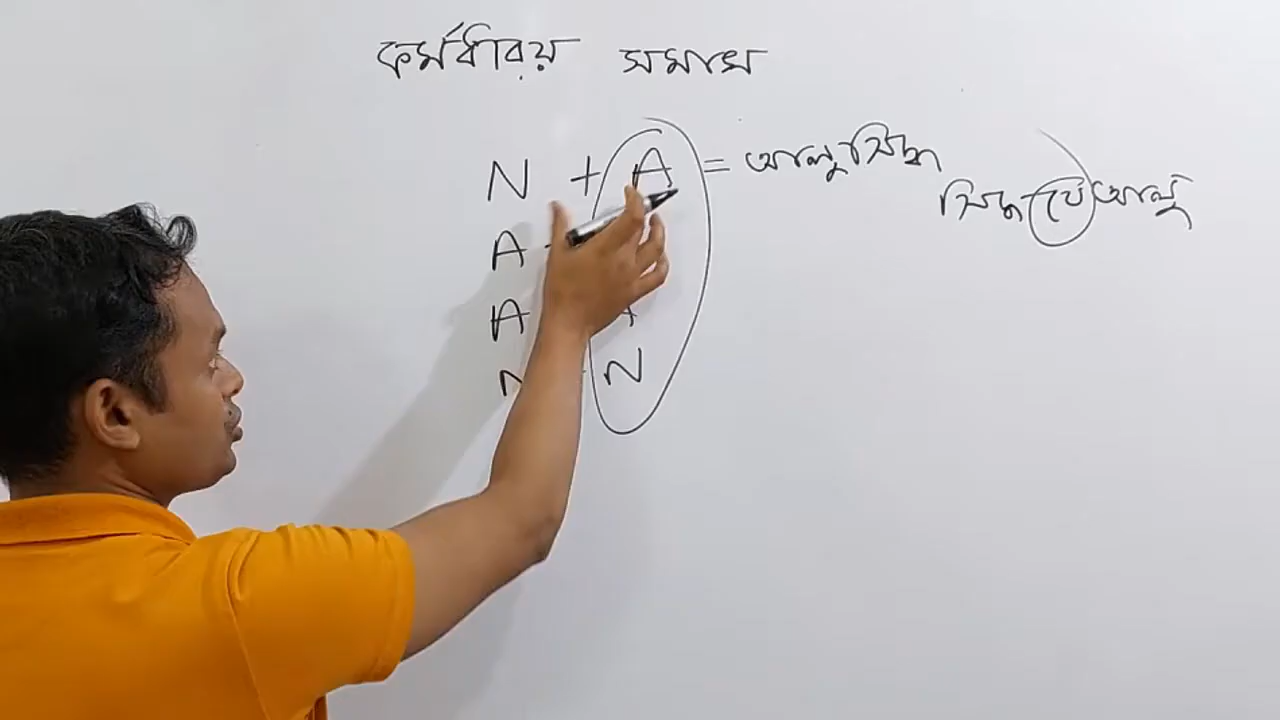 কর্মধারয় সমাস
N + A = আলুসিদ্ধ
সিদ্ধ যে আলু
A
A
N N